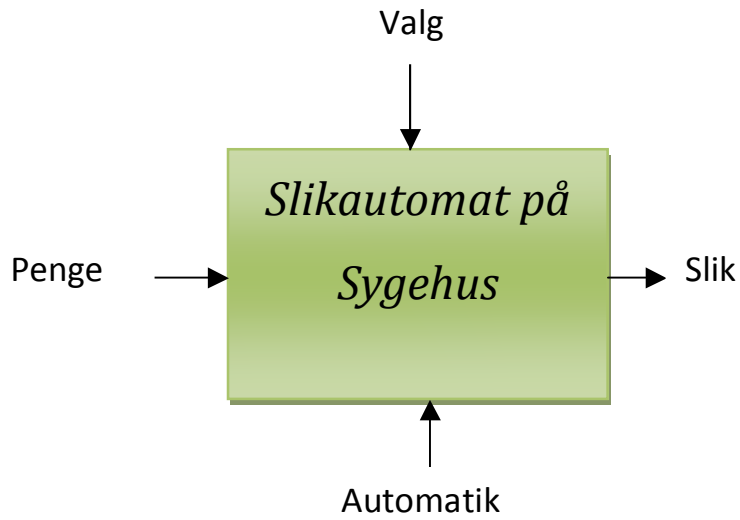 Valg
Slikautomat på
Sygehus
Penge
Slik
Automatik